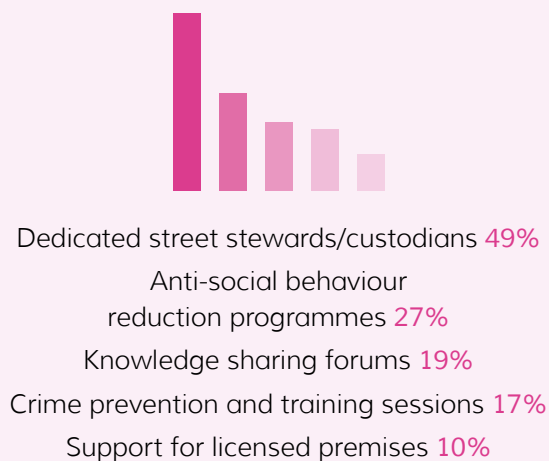 Dedicated street stewards/custodians 49%
Anti-social behaviour
reduction programmes 27%
Knowledge sharing forums 19%
Crime prevention and training sessions 17%
Support for licensed premises 10%